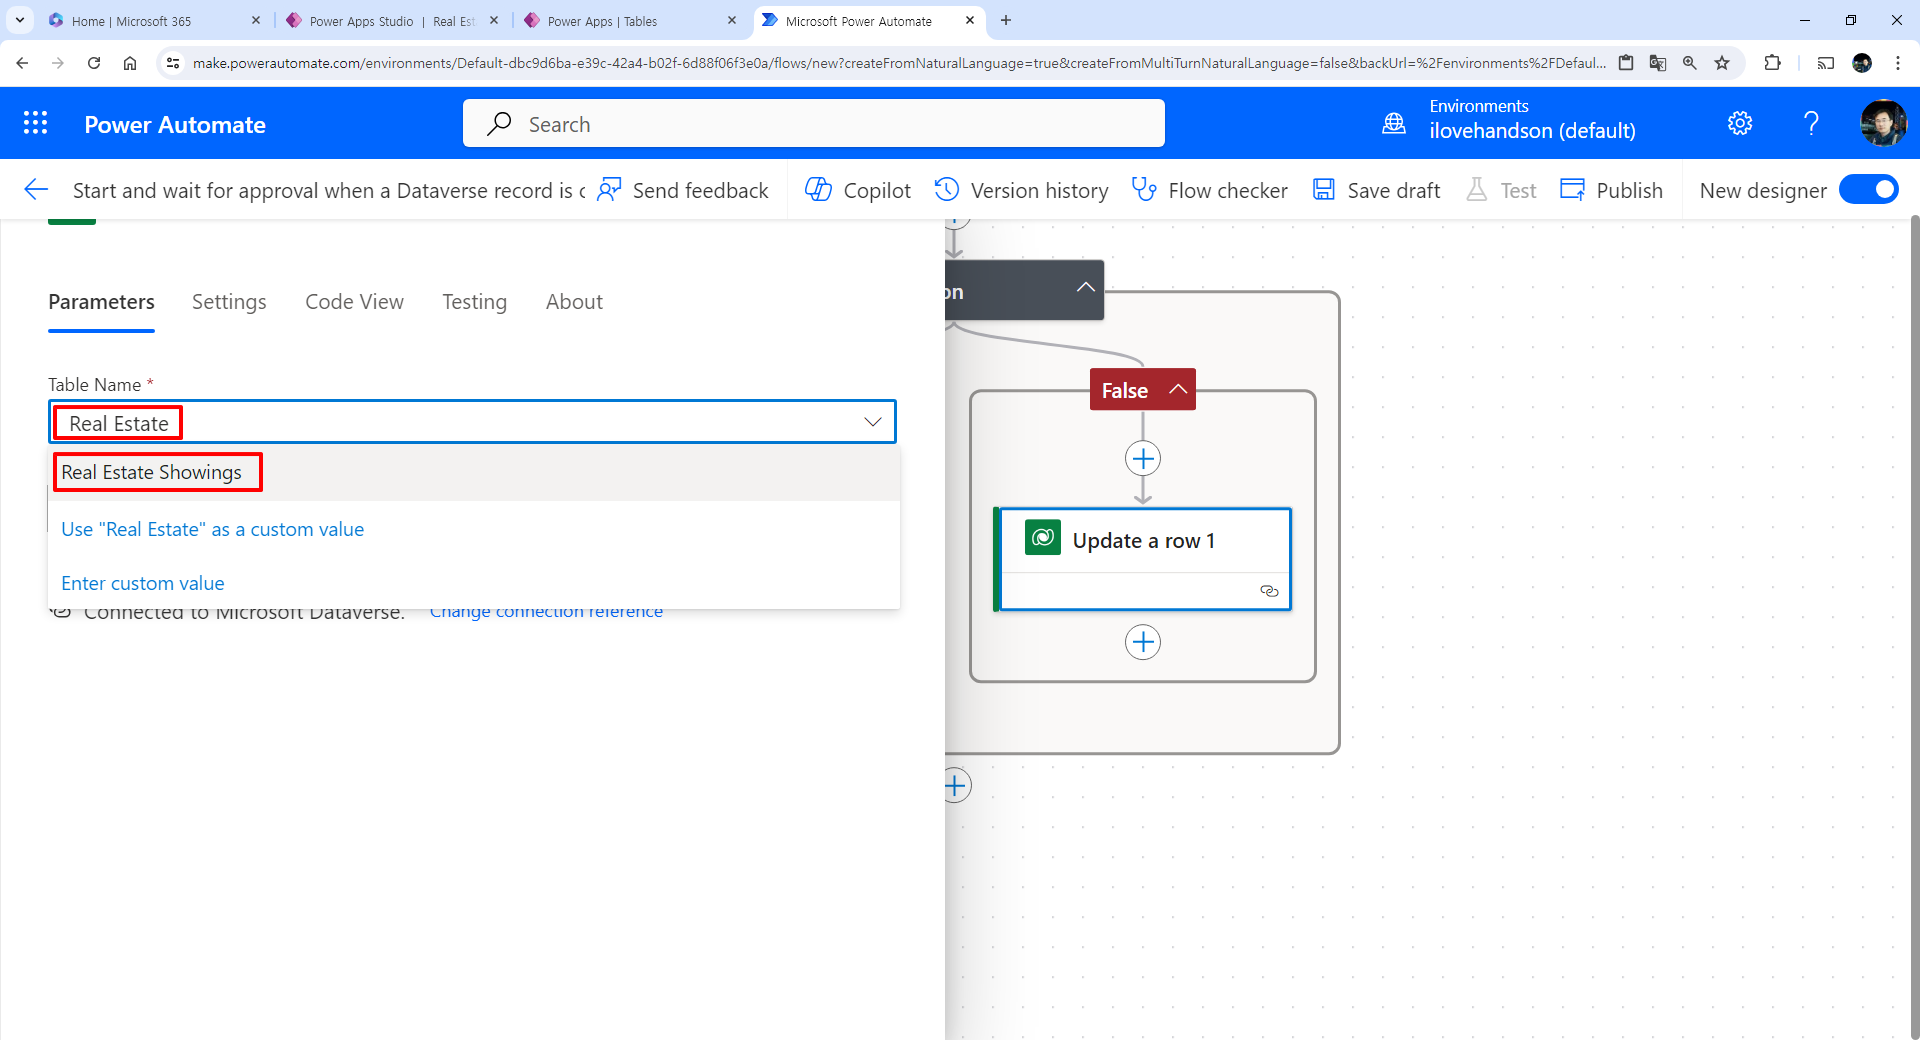 Home | Microsoft 365
Power Apps Studio | Real Est
Power Apps | Tables
Microsoft Power Automate
make.powerautomate.com/environments/Default-dbc9d6ba-e39c-42a4-b02f-6d88f06f3e0a/flows/new?createFromNaturalLanguage=true&createFromMultiTurnNaturalLanguage=false&backUrl=%2Fenvironments%2FDefaul...
Power Automate
Search
Environments
ilovehandson (default)
Start and wait for approval when a Dataverse record is c
Send feedback
Copilot
Version history
Flow checker
Save draft
Test
Publish
New designer
Parameters
Settings
Code View
Testing
About
Table Name *
Real Estate
Real Estate Showings
Use "Real Estate" as a custom value
Enter custom value
Connected to Microsoft Dataverse.
Change connection reference
on
False
Update a row 1